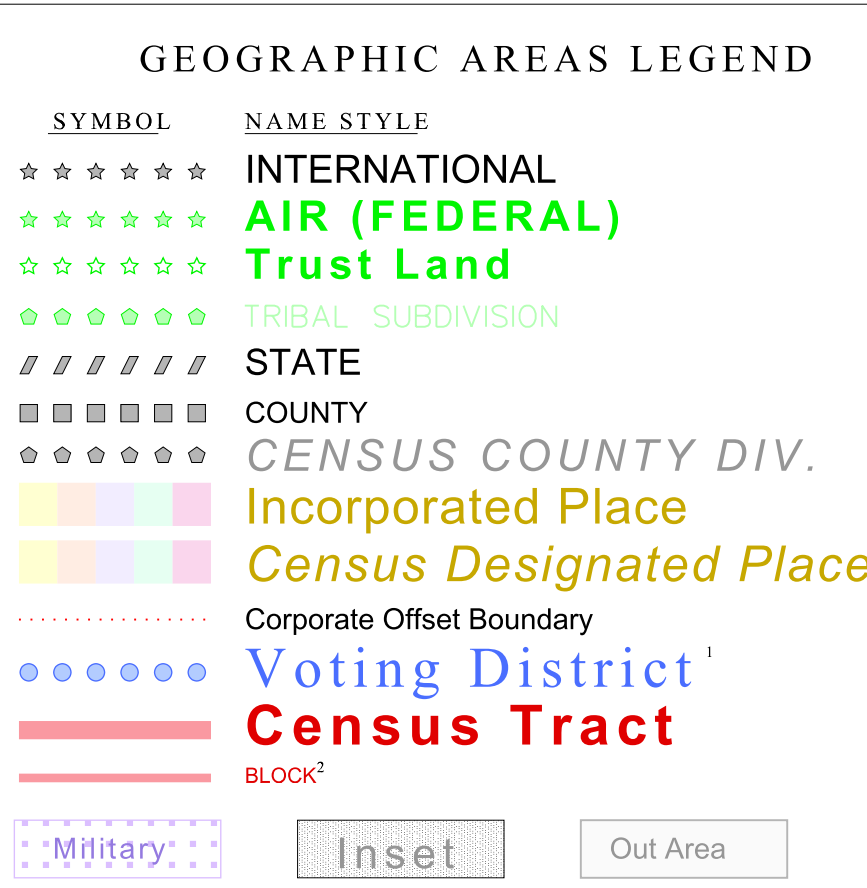 GEOGRAPHIC AREAS LEGEND
SYMBOL NAME STYLE
INTERNATIONAL
AIR (FEDERAL)
Trust Land
TRIBAL SUBDIVISION
STATE
COUNTY
CENSUS COUNTY DIV.
Incorporated Place
Census Designated Place
Corporate Offset Boundary
Voting District 1
Census Tract
BLOCK2
Military Inset Out Area